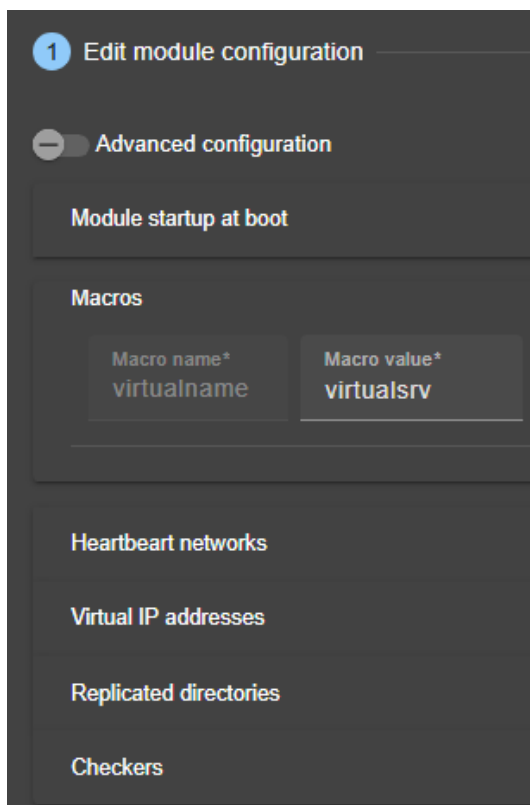 1 Edit module configuration
Advanced configuration
Module startup at boot
Macros
Macro name* Macro value*
virtualname virtualsrv
Heartbeart networks
Virtual IP addresses
Replicated directories
Checkers